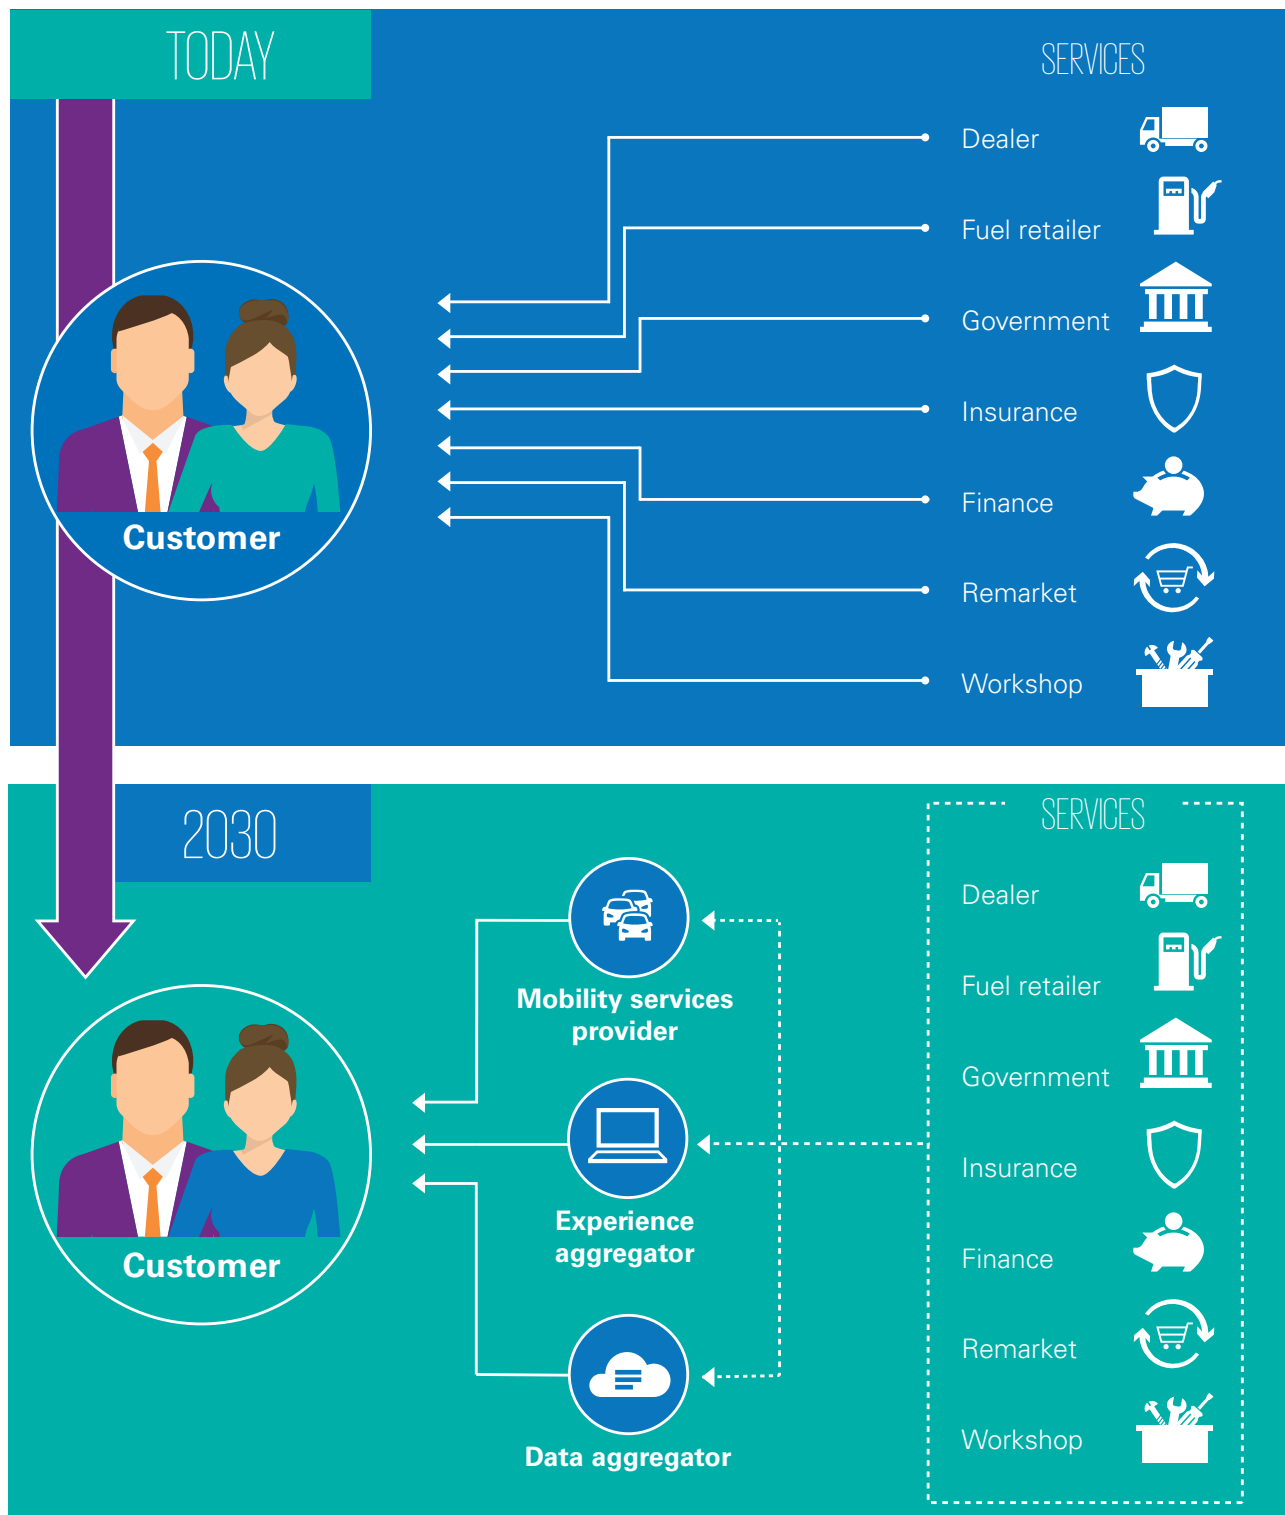 TODAY
SERVICES
Dealer
Fuel retailer
Government
Insurance
Finance
Remarket
Workshop
Customer
2030
SERVICES
Mobility services
provider
Experience
aggregator
Data aggregator
Dealer
Fuel retailer
Government
Insurance
Finance
Remarket
Workshop
Customer